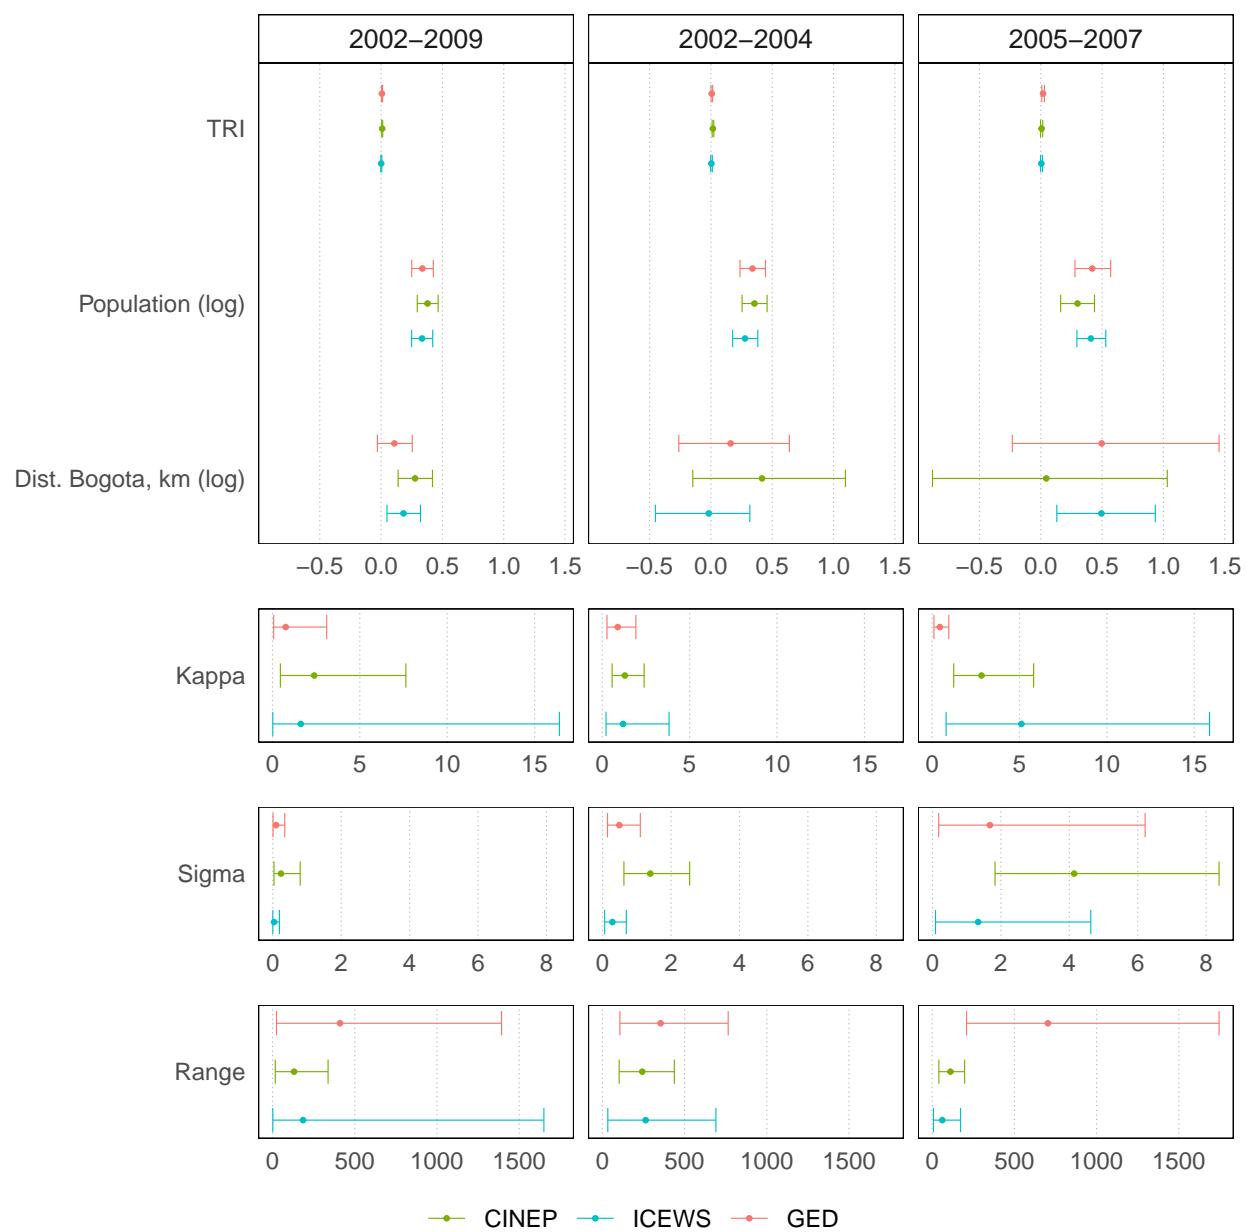 2002−2009 2002−2004 2005−2007
TRI
Population (log)
Dist. Bogota, km (log)
−0.5 0.0 0.5 1.0 1.5 −0.5 0.0 0.5 1.0 1.5 −0.5 0.0 0.5 1.0 1.5
Kappa
0 5 10 15 0 5 10 15 0 5 10 15
Sigma
0 2 4 6 8 0 2 4 6 8 0 2 4 6 8
Range
0 500 1000 1500 0 500 1000 1500 0 500 1000 1500
CINEP ICEWS GED